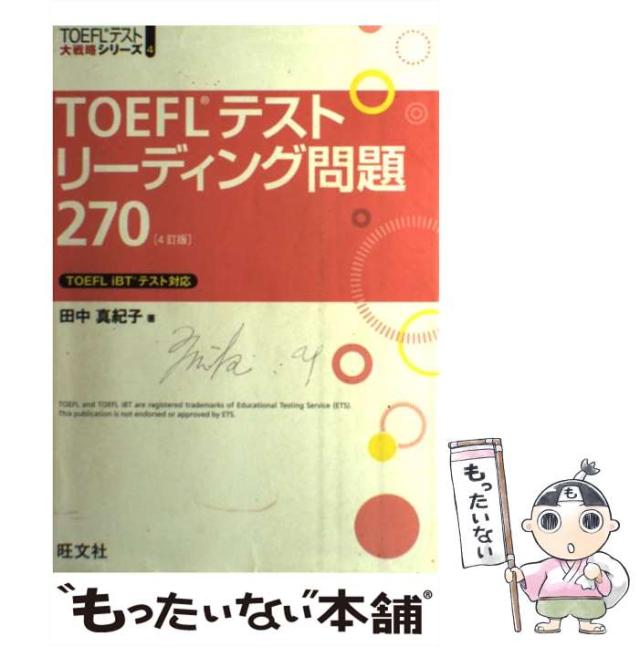 TOEFL®テスト
大戦略シリーズ 4
TOEFL®テスト
リーディング問題
270 [4訂版]
TOEFL iBT®テスト対応
田中 真紀子 著
TOEFL and TOEFL iBT are registered trademarks of Educational Testing Service (ETS).
This publication is not endorsed or approved by ETS.
旺文社
"もったいない"本舗®
も
もったいない